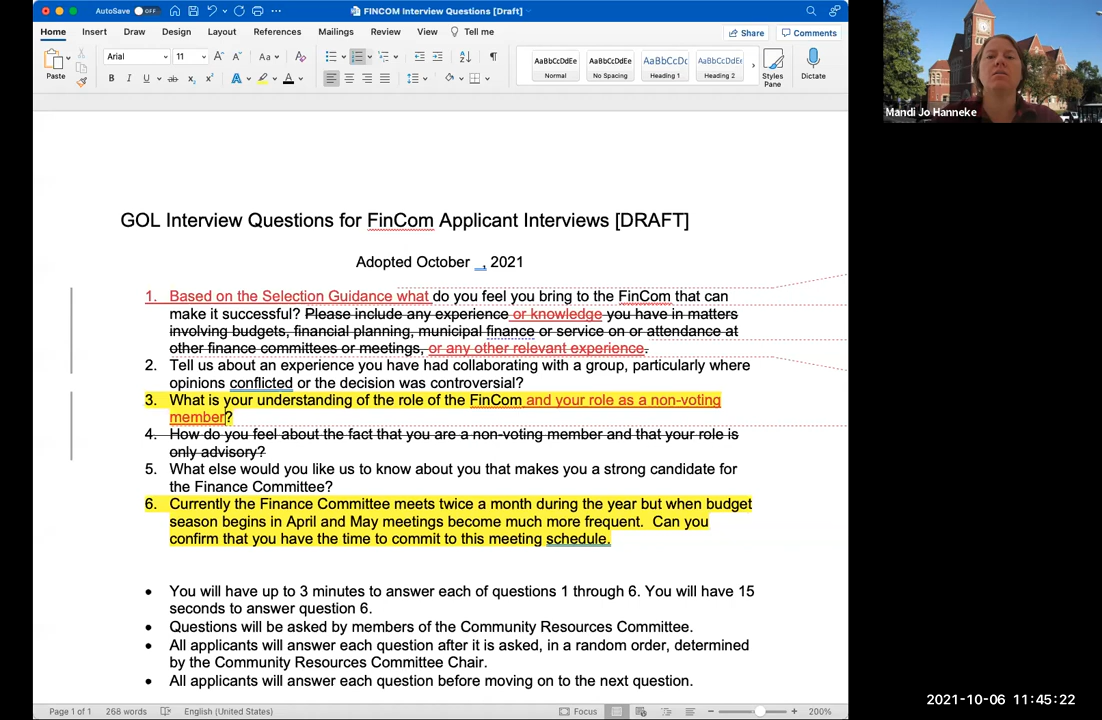 AutoSave OFF FINCOM Interview Questions [Draft]
Home Insert Draw Design Layout References Mailings Review View Tell me Share Comments
Paste Arial 11 A A Aa A AaBbCcDdEe AaBbCcDdEe AaBbCcDc AaBbCcDdEe Styles Pane Dictate
B I U ab x₂ x² A A Normal No Spacing Heading 1 Heading 2
Mandi Jo Hanneke
GOL Interview Questions for FinCom Applicant Interviews [DRAFT]
Adopted October _, 2021
1. Based on the Selection Guidance what do you feel you bring to the FinCom that can
make it successful? Please include any experience or knowledge you have in matters
involving budgets, financial planning, municipal finance or service on or attendance at
other finance committees or meetings, or any other relevant experience.
2. Tell us about an experience you have had collaborating with a group, particularly where
opinions conflicted or the decision was controversial?
3. What is your understanding of the role of the FinCom and your role as a non-voting
member?
4. How do you feel about the fact that you are a non-voting member and that your role is
only advisory?
5. What else would you like us to know about you that makes you a strong candidate for
the Finance Committee?
6. Currently the Finance Committee meets twice a month during the year but when budget
season begins in April and May meetings become much more frequent. Can you
confirm that you have the time to commit to this meeting schedule.
• You will have up to 3 minutes to answer each of questions 1 through 6. You will have 15
seconds to answer question 6.
• Questions will be asked by members of the Community Resources Committee.
• All applicants will answer each question after it is asked, in a random order, determined
by the Community Resources Committee Chair.
• All applicants will answer each question before moving on to the next question.
Page 1 of 1 268 words English (United States) Focus 200%
2021-10-06 11:45:22